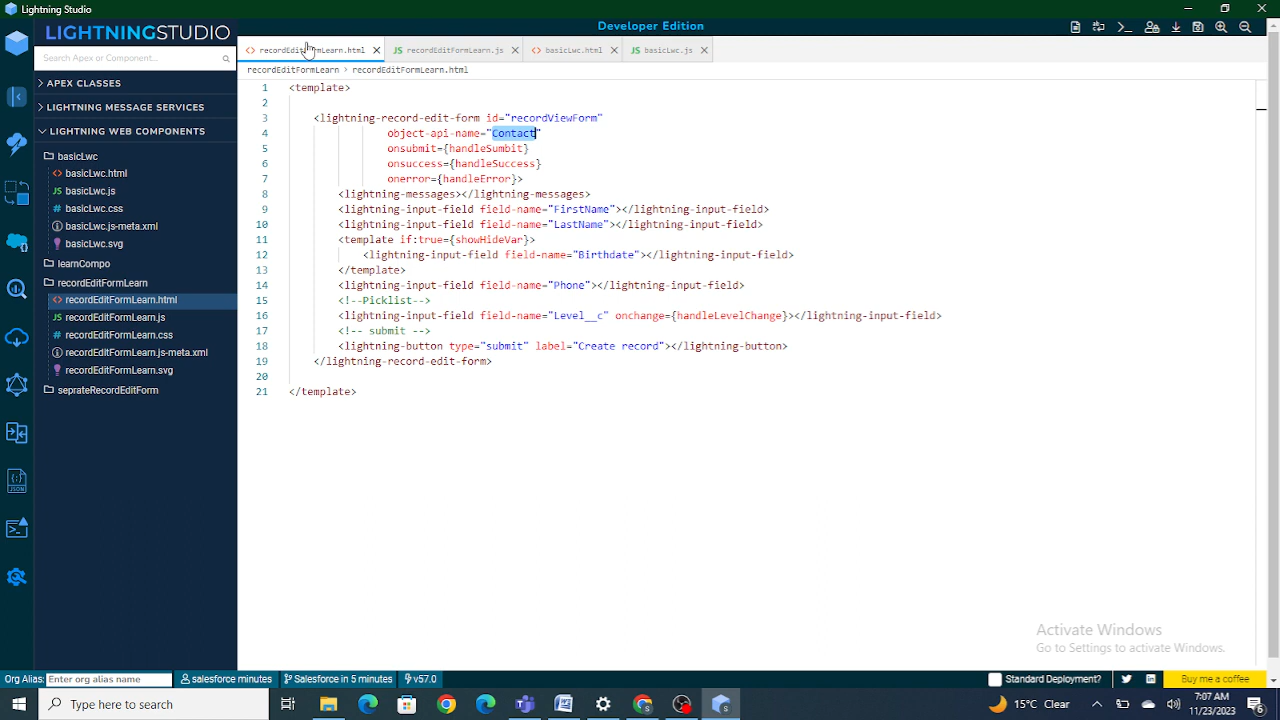 Lightning Studio
LIGHTNINGSTUDIO
Developer Edition
Search Apex or Component...
APEX CLASSES
LIGHTNING MESSAGE SERVICES
LIGHTNING WEB COMPONENTS
basicLwc
<> basicLwc.html
JS basicLwc.js
# basicLwc.css
basicLwc.js-meta.xml
basicLwc.svg
learnCompo
recordEditFormLearn
<> recordEditFormLearn.html
JS recordEditFormLearn.js
# recordEditFormLearn.css
recordEditFormLearn.js-meta.xml
recordEditFormLearn.svg
seprateRecordEditForm
<> recordEditFormLearn.html × JS recordEditFormLearn.js × <> basicLwc.html × JS basicLwc.js ×
recordEditFormLearn > recordEditFormLearn.html
1 <template>
2
3 <lightning-record-edit-form id="recordViewForm"
4 object-api-name="Contact"
5 onsubmit={handleSumbit}
6 onsuccess={handleSuccess}
7 onerror={handleError}>
8 <lightning-messages></lightning-messages>
9 <lightning-input-field field-name="FirstName"></lightning-input-field>
10 <lightning-input-field field-name="LastName"></lightning-input-field>
11 <template if:true={showHideVar}>
12 <lightning-input-field field-name="Birthdate"></lightning-input-field>
13 </template>
14 <lightning-input-field field-name="Phone"></lightning-input-field>
15 <!--Picklist-->
16 <lightning-input-field field-name="Level__c" onchange={handleLevelChange}></lightning-input-field>
17 <!-- submit -->
18 <lightning-button type="submit" label="Create record"></lightning-button>
19 </lightning-record-edit-form>
20
21 </template>
Activate Windows
Go to Settings to activate Windows.
Org Alias: Enter org alias name salesforce minutes Salesforce in 5 minutes v57.0 Standard Deployment? Buy me a coffee
Type here to search
15°C Clear
7:07 AM
11/23/2023
6